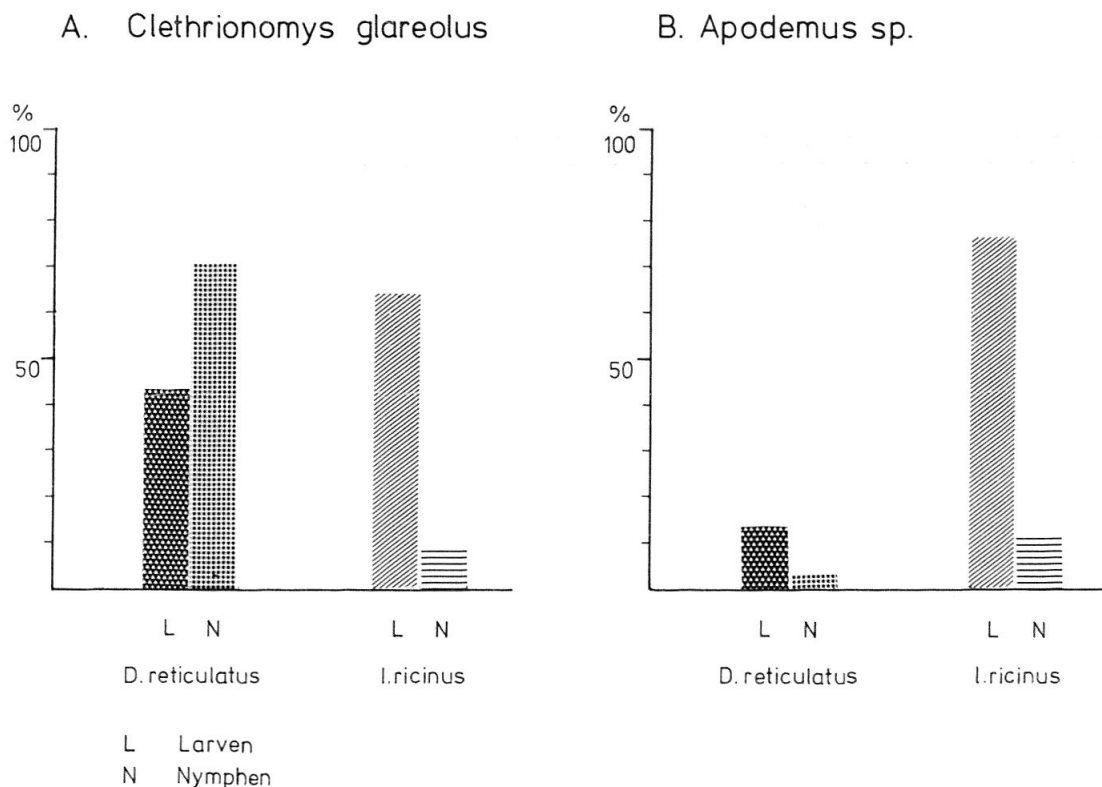 A. Clethrionomys glareolus
%
100
50
L N L N
D. reticulatus I. ricinus
L Larven
N Nymphen
B. Apodemus sp.
%
100
50
L N L N
D. reticulatus I. ricinus